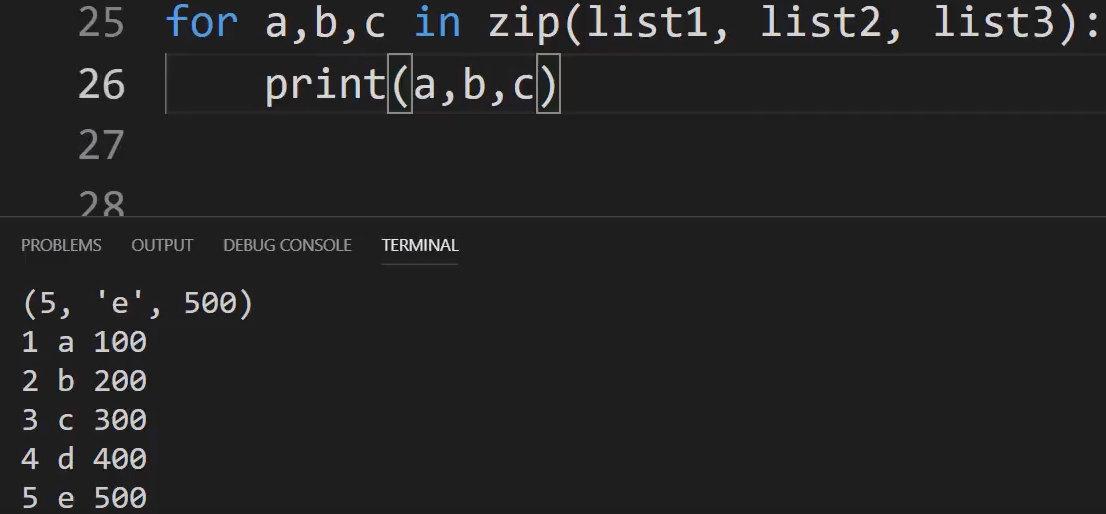 25 for a,b,c in zip(list1, list2, list3):
26     print(a,b,c)
27
28
PROBLEMS OUTPUT DEBUG CONSOLE TERMINAL
(5, 'e', 500)
1 a 100
2 b 200
3 c 300
4 d 400
5 e 500